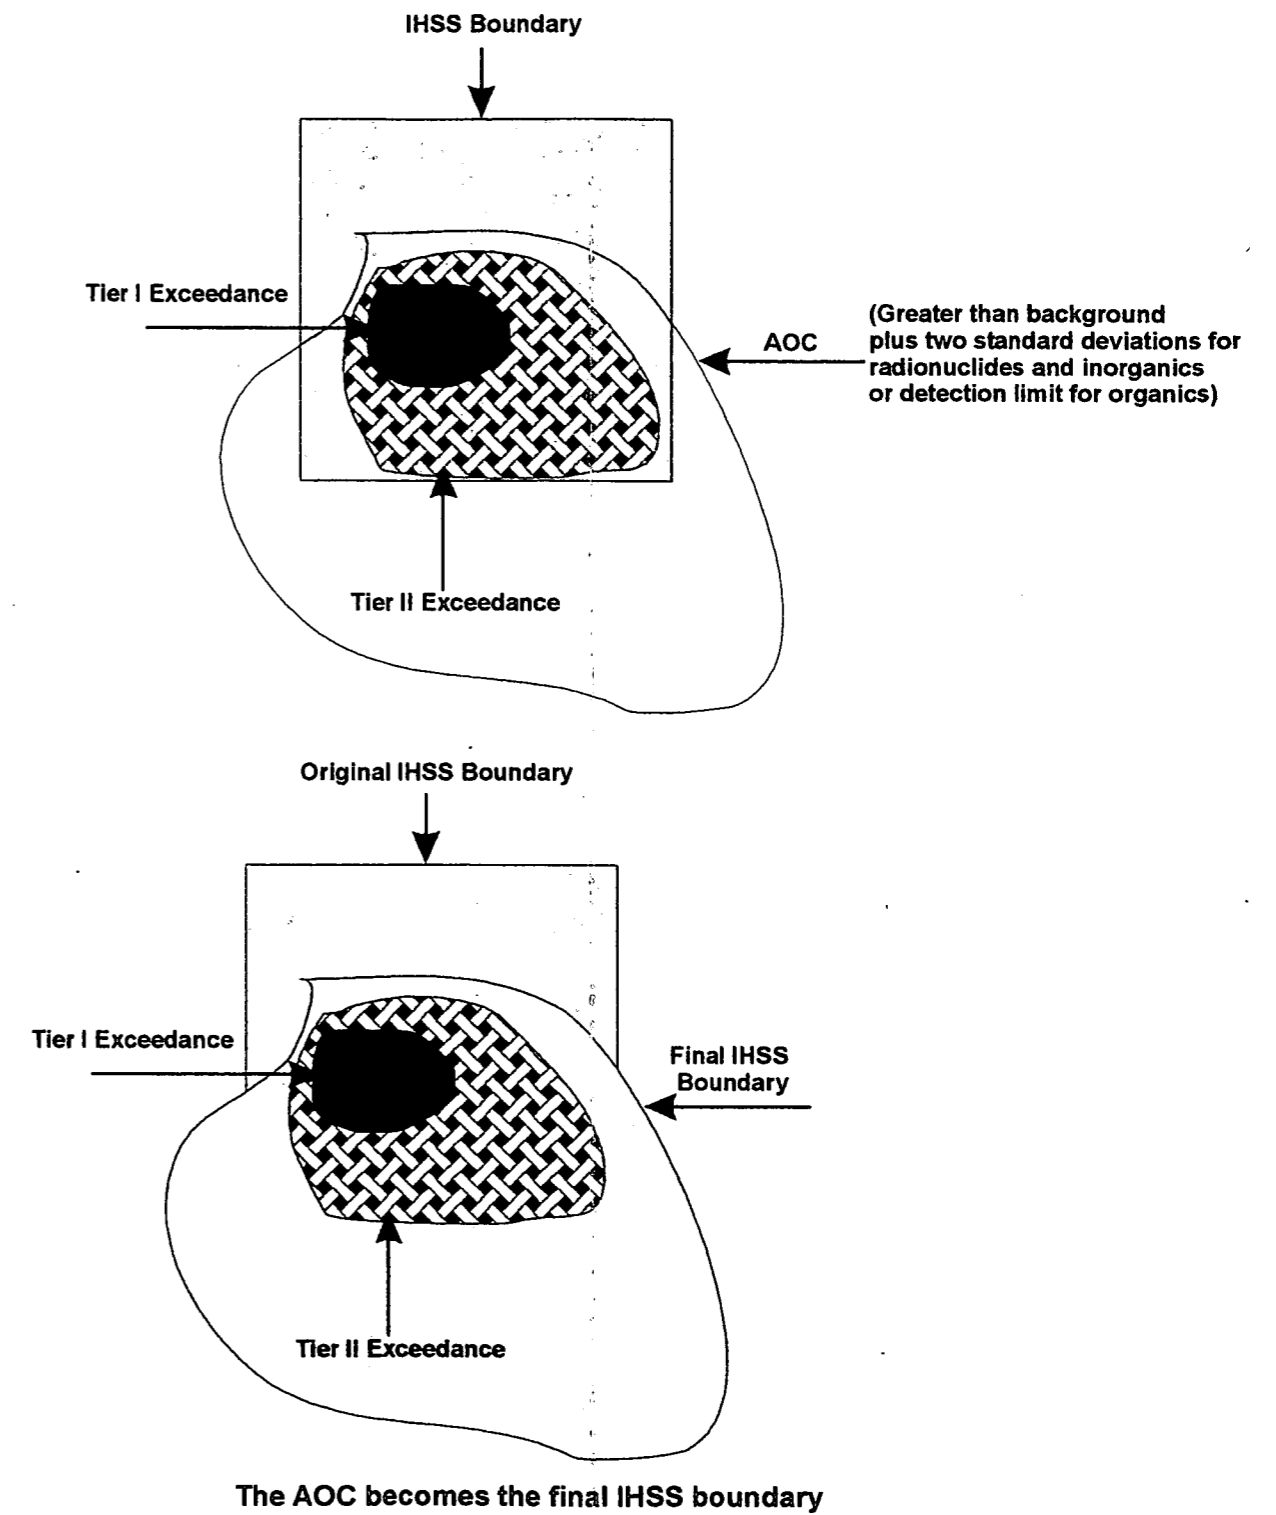 IHSS Boundary
Tier I Exceedance
AOC
(Greater than background
plus two standard deviations for
radionuclides and inorganics
or detection limit for organics)
Tier II Exceedance
Original IHSS Boundary
Tier I Exceedance
Final IHSS
Boundary
Tier II Exceedance
The AOC becomes the final IHSS boundary